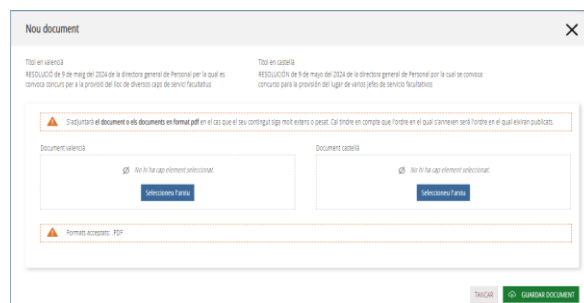 Nou document
Títol en valencià
RESOLUCIÓ de 9 de maig del 2024 de la directora general de Personal per la qual es
convoca concurs per a la provisió del lloc de diversos caps de servici facultatius
Títol en castellà
RESOLUCIÓN de 9 de mayo del 2024 de la directora general de Personal por la cual se convoca
concurso para la provisión del lugar de varios jefes de servicio facultativos
S'adjuntarà el document o els documents en format pdf en el cas que el seu contingut siga molt extens o pesat. Cal tindre en compte que l'ordre en el qual s'annexen serà l'ordre en el qual eixiran publicats.
Document valencià
No hi ha cap element seleccionat.
Seleccioneu l'arxiu
Document castellà
No hi ha cap element seleccionat.
Seleccioneu l'arxiu
Formats acceptats: .PDF
TANCAR
GUARDAR DOCUMENT